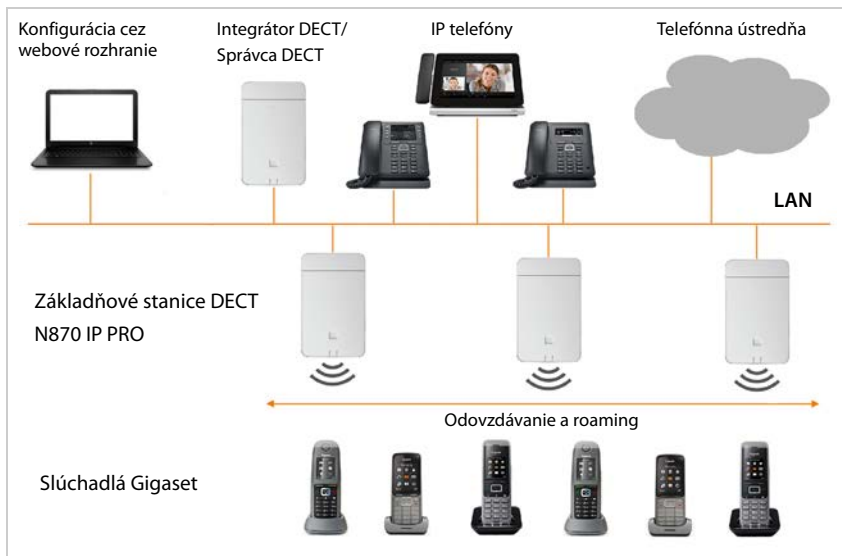 Konfigurácia cez
webové rozhranie
Integrátor DECT/
Správca DECT
IP telefóny
Telefónna ústredňa
LAN
Základňové stanice DECT
N870 IP PRO
Odovzdávanie a roaming
Slúchadlá Gigaset